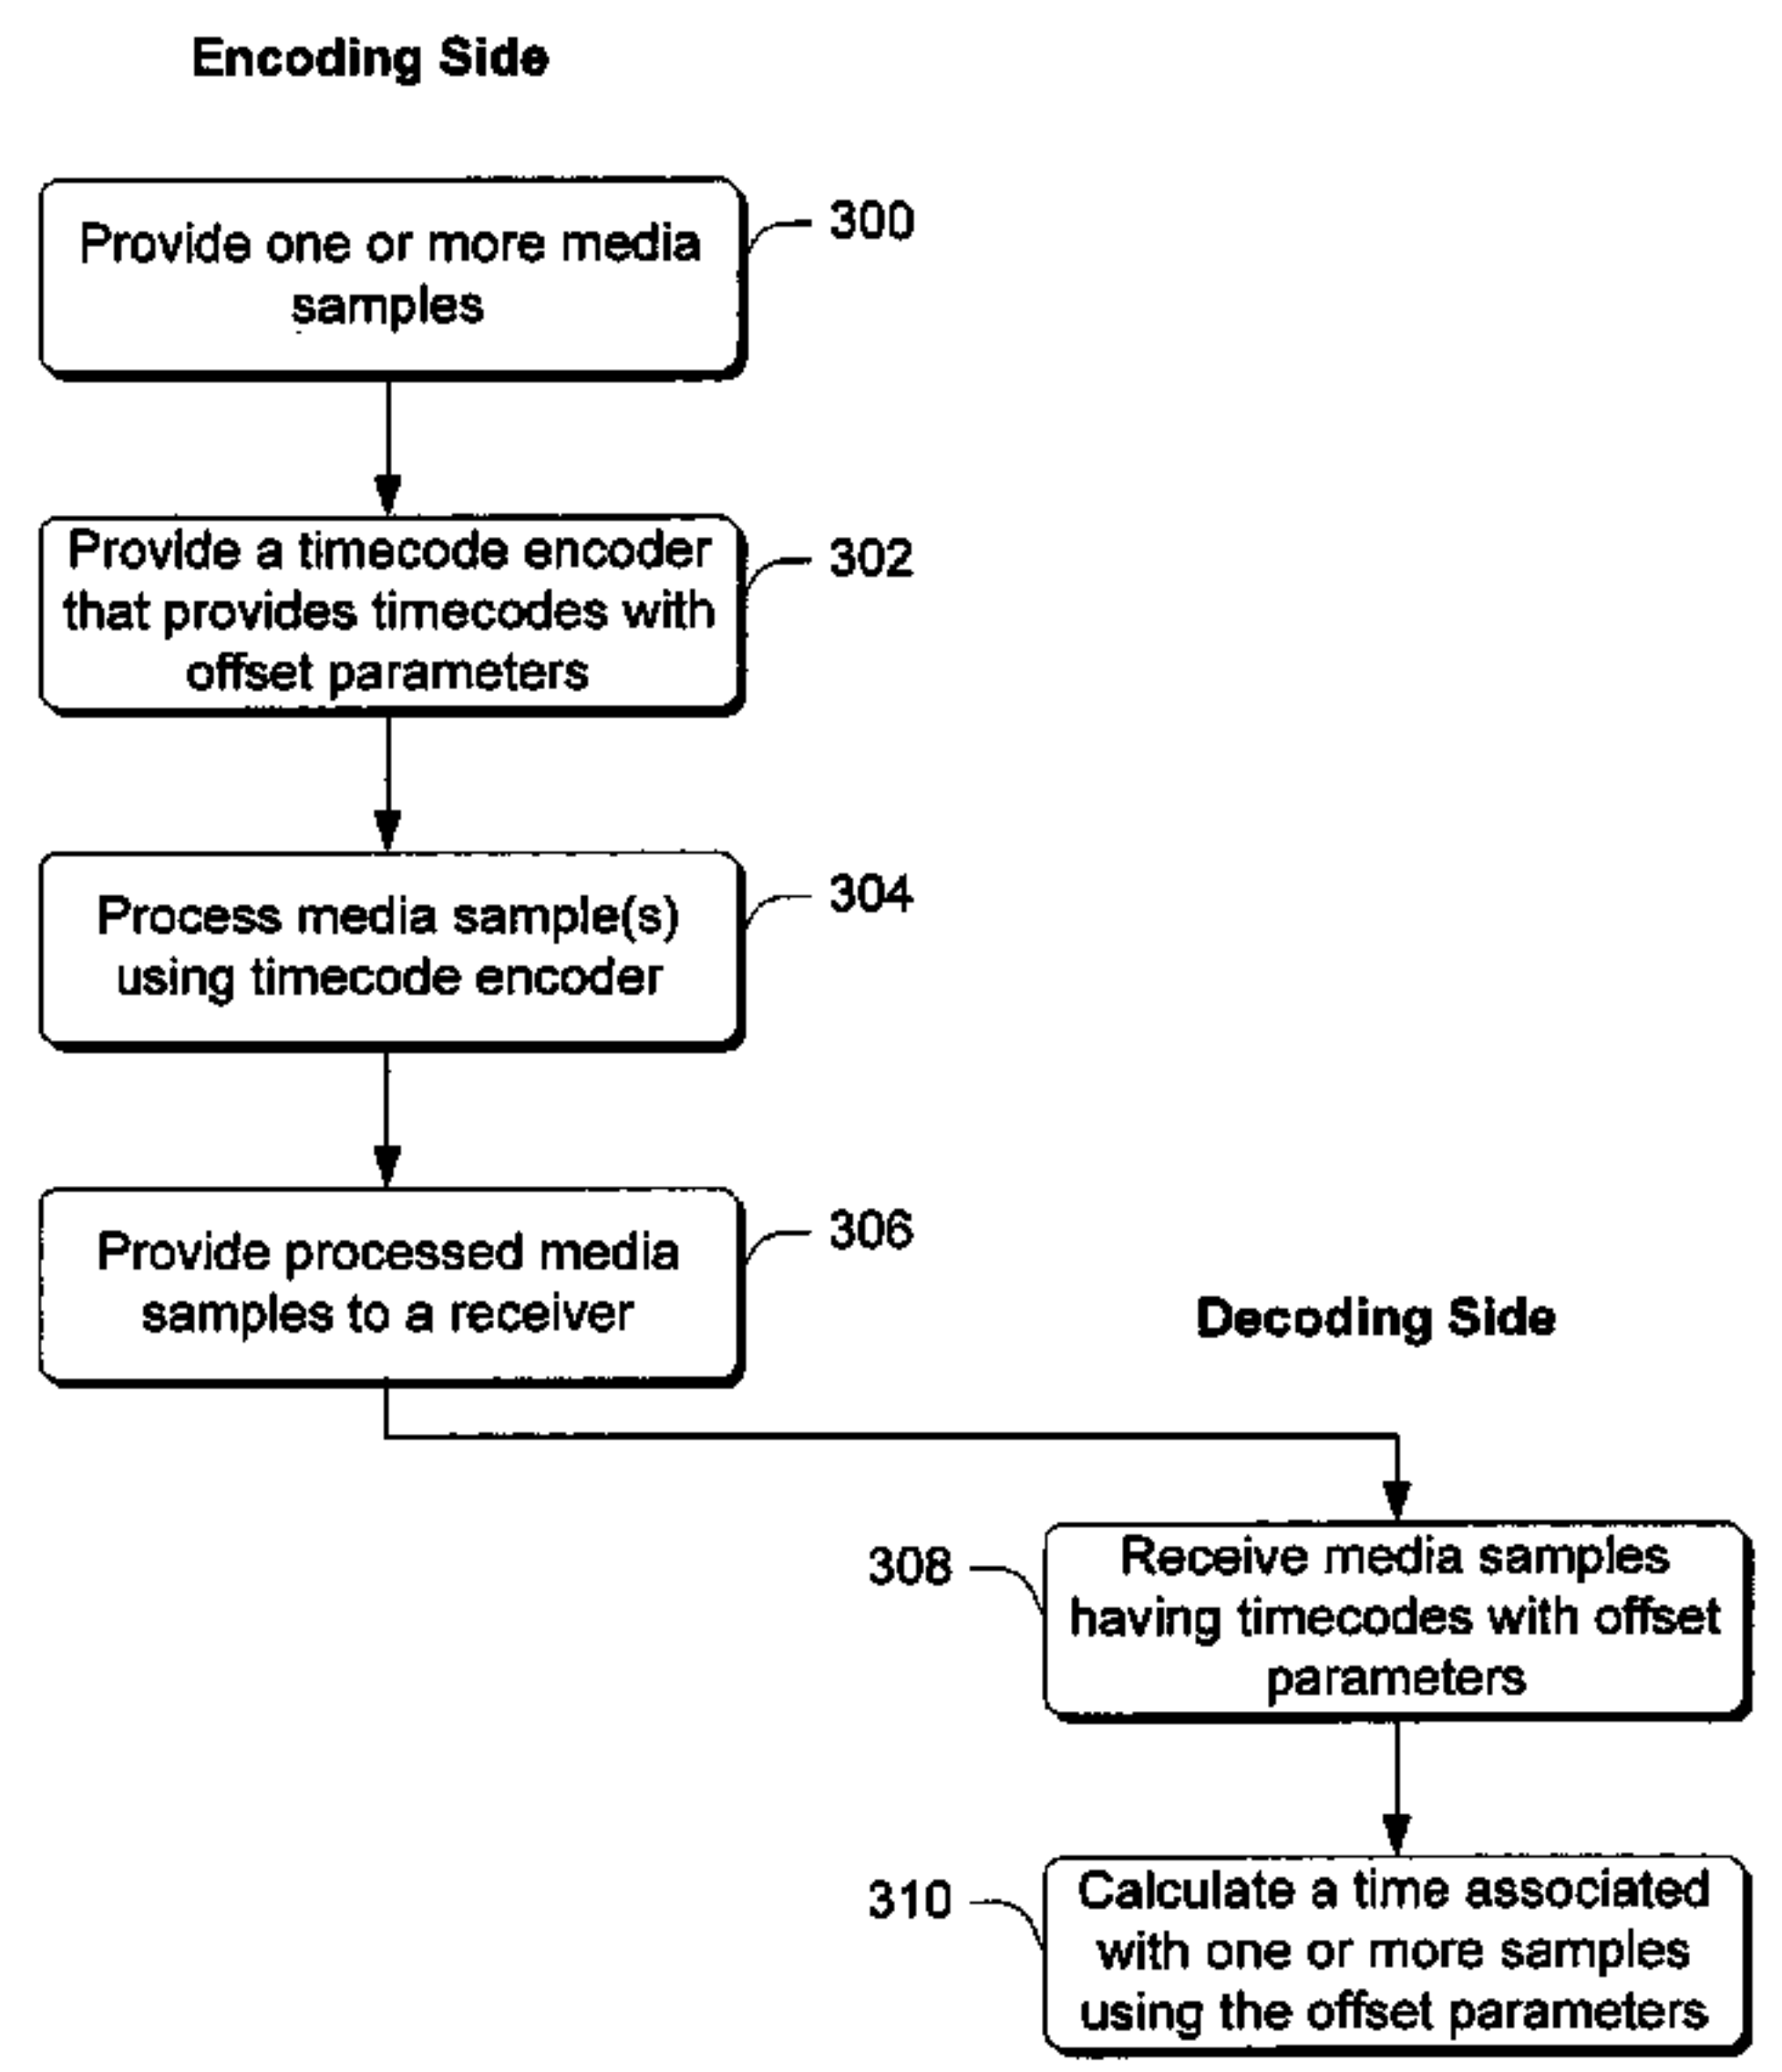 Encoding Side
Provide one or more media
samples
300
Provide a timecode encoder
that provides timecodes with
offset parameters
302
Process media sample(s)
using timecode encoder
304
Provide processed media
samples to a receiver
306
Decoding Side
308
Receive media samples
having timecodes with offset
parameters
310
Calculate a time associated
with one or more samples
using the offset parameters